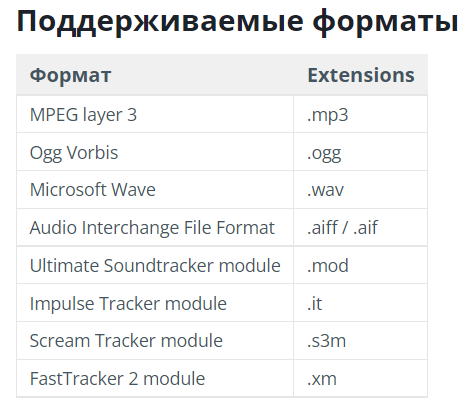 Поддерживаемые форматы
Формат Extensions
MPEG layer 3 .mp3
Ogg Vorbis .ogg
Microsoft Wave .wav
Audio Interchange File Format .aiff / .aif
Ultimate Soundtracker module .mod
Impulse Tracker module .it
Scream Tracker module .s3m
FastTracker 2 module .xm